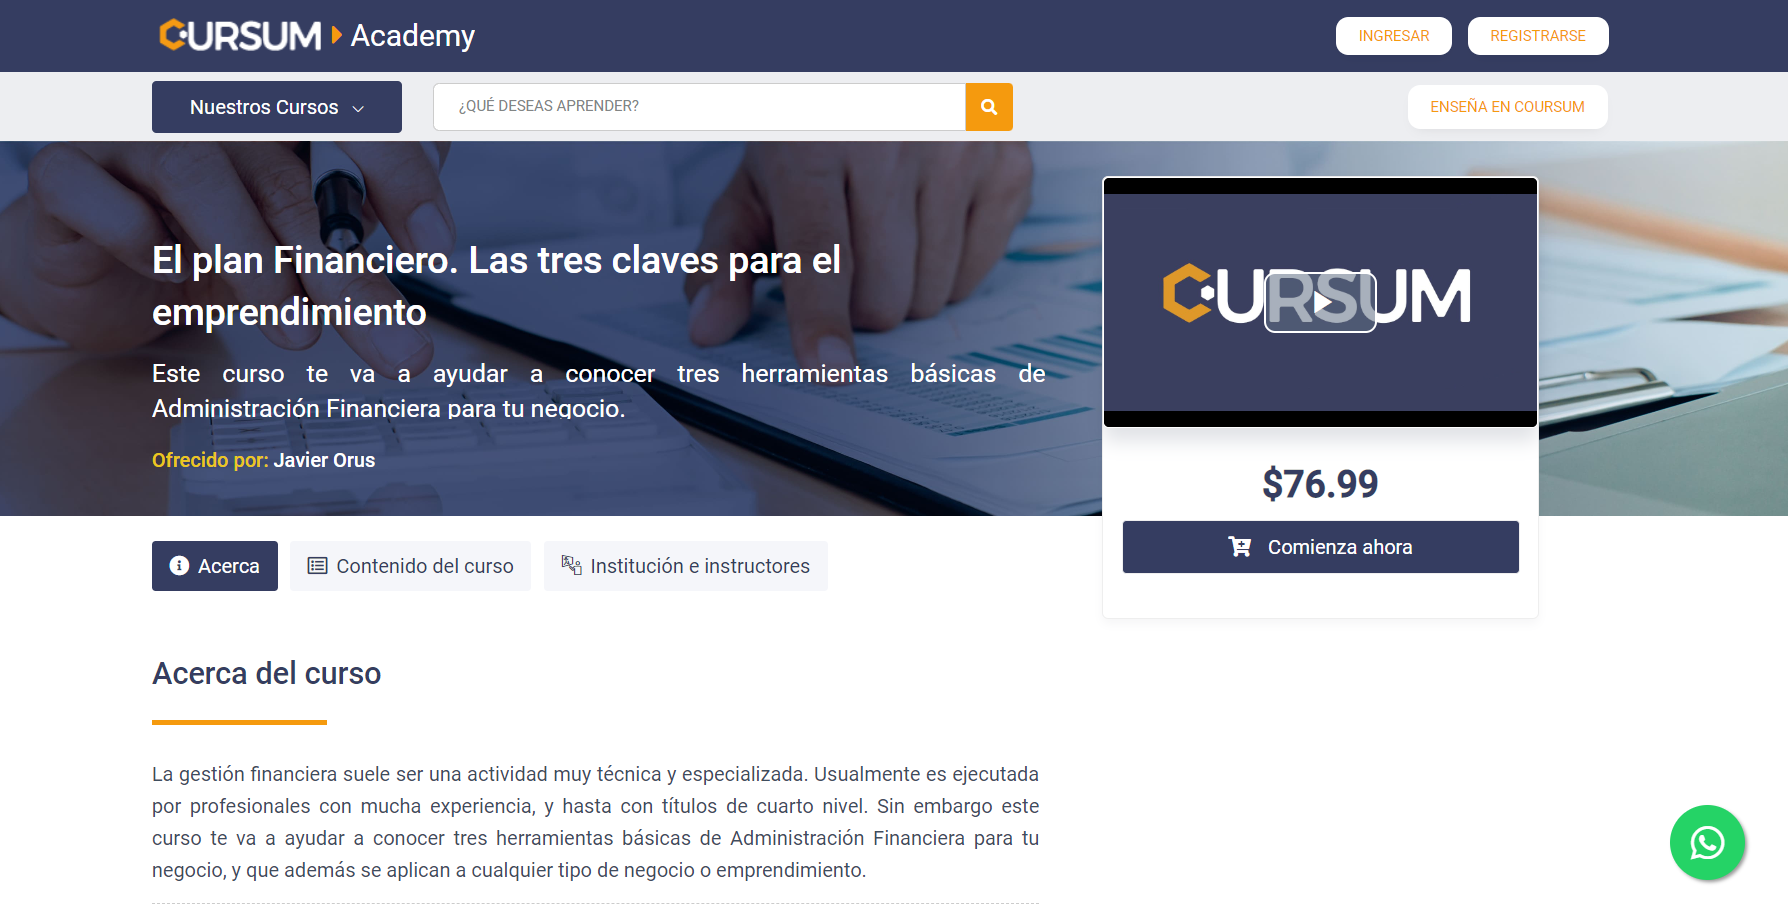 CURSUM Academy
INGRESAR
REGISTRARSE
Nuestros Cursos
¿QUÉ DESEAS APRENDER?
ENSEÑA EN COURSUM
El plan Financiero. Las tres claves para el
emprendimiento
Este curso te va a ayudar a conocer tres herramientas básicas de
Administración Financiera para tu negocio.
Ofrecido por: Javier Orus
CURSUM
$76.99
Comienza ahora
Acerca
Contenido del curso
Institución e instructores
Acerca del curso
La gestión financiera suele ser una actividad muy técnica y especializada. Usualmente es ejecutada
por profesionales con mucha experiencia, y hasta con títulos de cuarto nivel. Sin embargo este
curso te va a ayudar a conocer tres herramientas básicas de Administración Financiera para tu
negocio, y que además se aplican a cualquier tipo de negocio o emprendimiento.